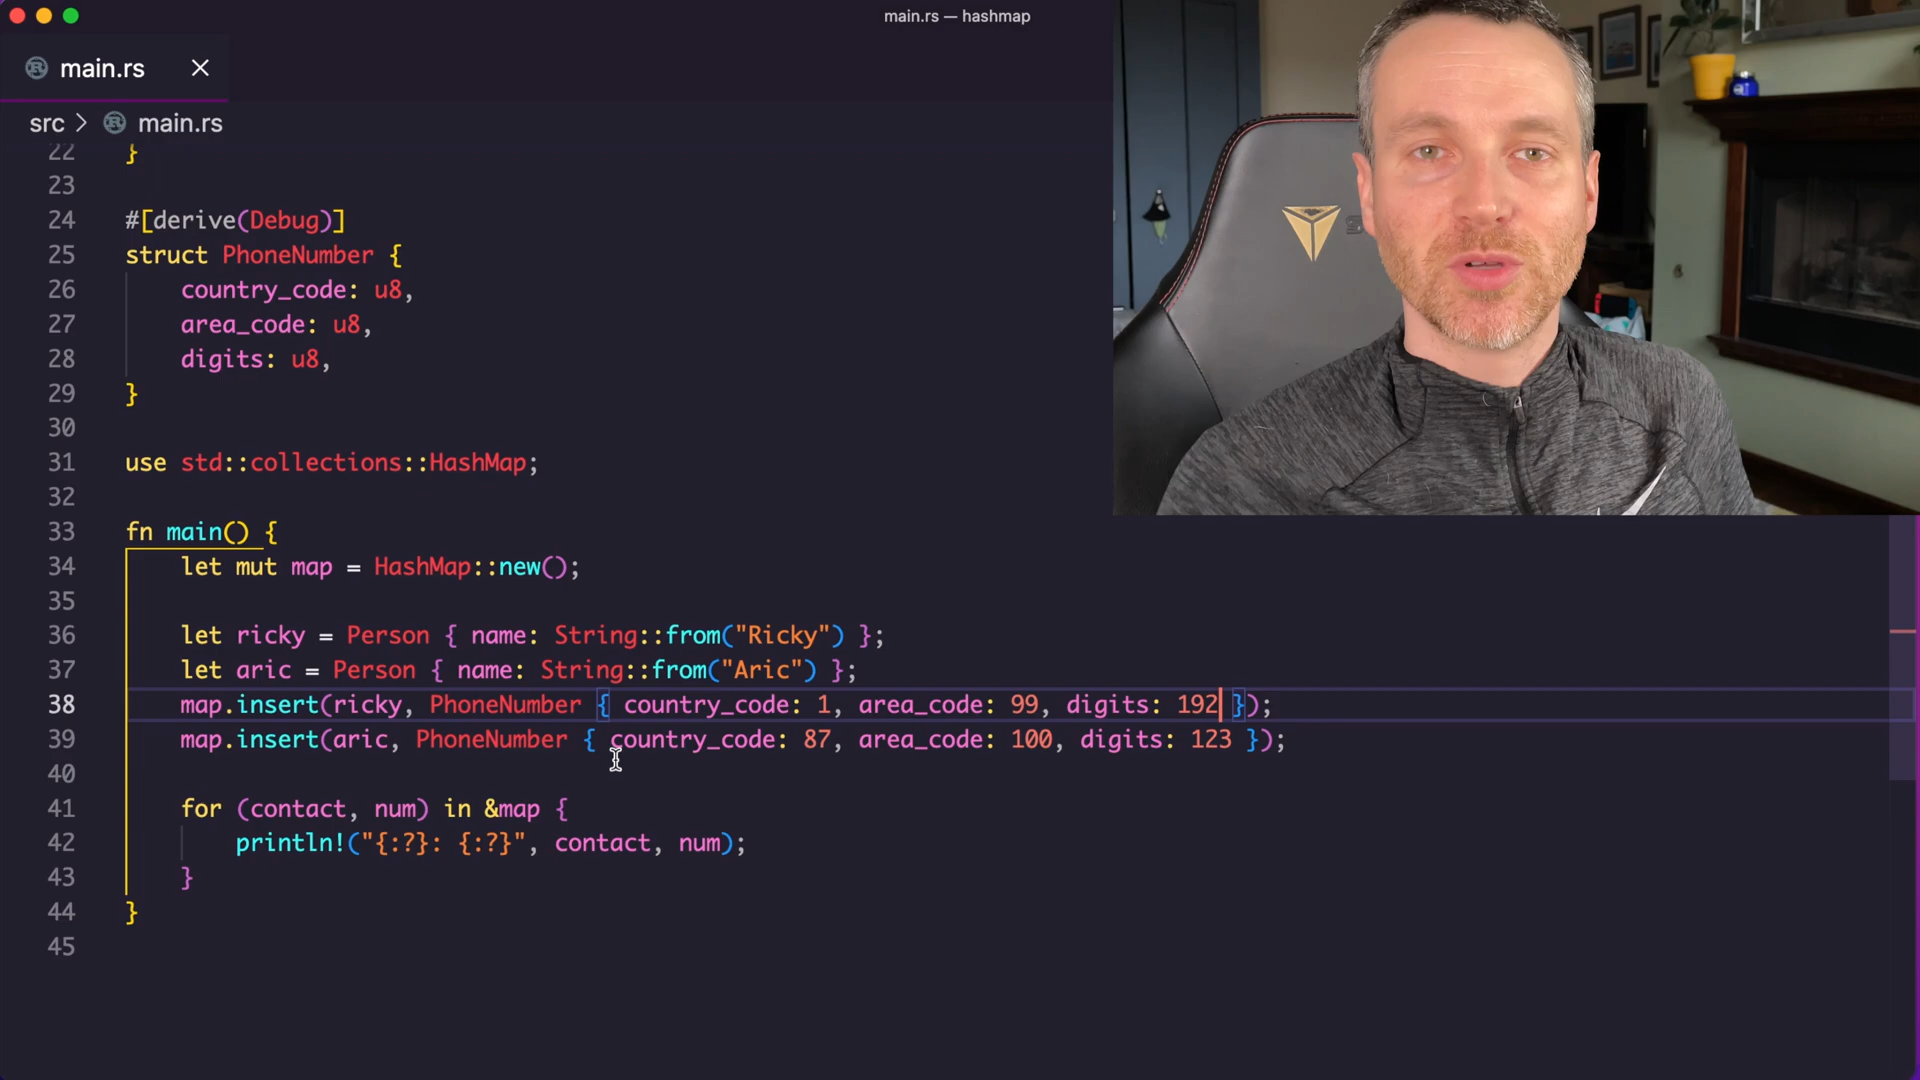 main.rs — hashmap
main.rs
src > main.rs
22 }
23
24 #[derive(Debug)]
25 struct PhoneNumber {
26     country_code: u8,
27     area_code: u8,
28     digits: u8,
29 }
30
31 use std::collections::HashMap;
32
33 fn main() {
34     let mut map = HashMap::new();
35
36     let ricky = Person { name: String::from("Ricky") };
37     let aric = Person { name: String::from("Aric") };
38     map.insert(ricky, PhoneNumber { country_code: 1, area_code: 99, digits: 192 });
39     map.insert(aric, PhoneNumber { country_code: 87, area_code: 100, digits: 123 });
40
41     for (contact, num) in &map {
42         println!("{:?}: {:?}", contact, num);
43     }
44 }
45